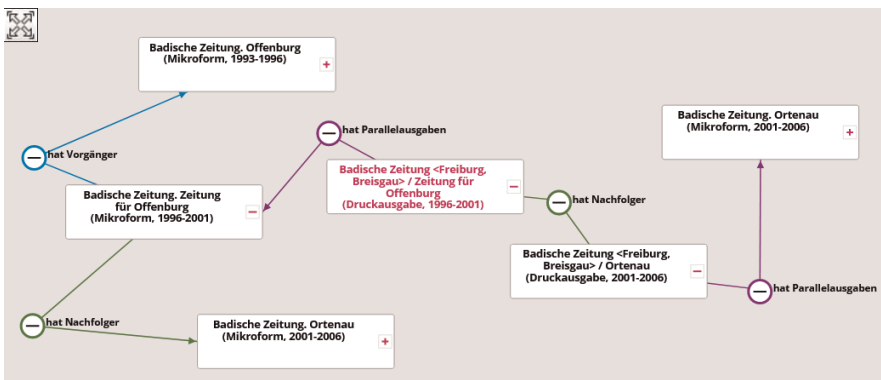 Badische Zeitung. Offenburg
(Mikroform, 1993-1996)
+
hat Vorgänger
Badische Zeitung. Zeitung
für Offenburg
(Mikroform, 1996-2001)
−
hat Nachfolger
Badische Zeitung. Ortenau
(Mikroform, 2001-2006)
+
hat Parallelausgaben
Badische Zeitung <Freiburg,
Breisgau> / Zeitung für
Offenburg
(Druckausgabe, 1996-2001)
−
hat Nachfolger
Badische Zeitung <Freiburg,
Breisgau> / Ortenau
(Druckausgabe, 2001-2006)
−
hat Parallelausgaben
Badische Zeitung. Ortenau
(Mikroform, 2001-2006)
+